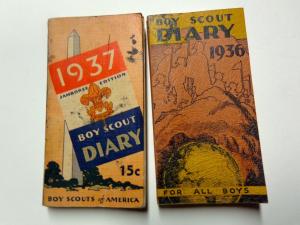 1937
JAMBOREE EDITION
BOY SCOUT
DIARY
15c
BOY SCOUTS of AMERICA
BOY SCOUT
DIARY
1936
FOR ALL BOYS